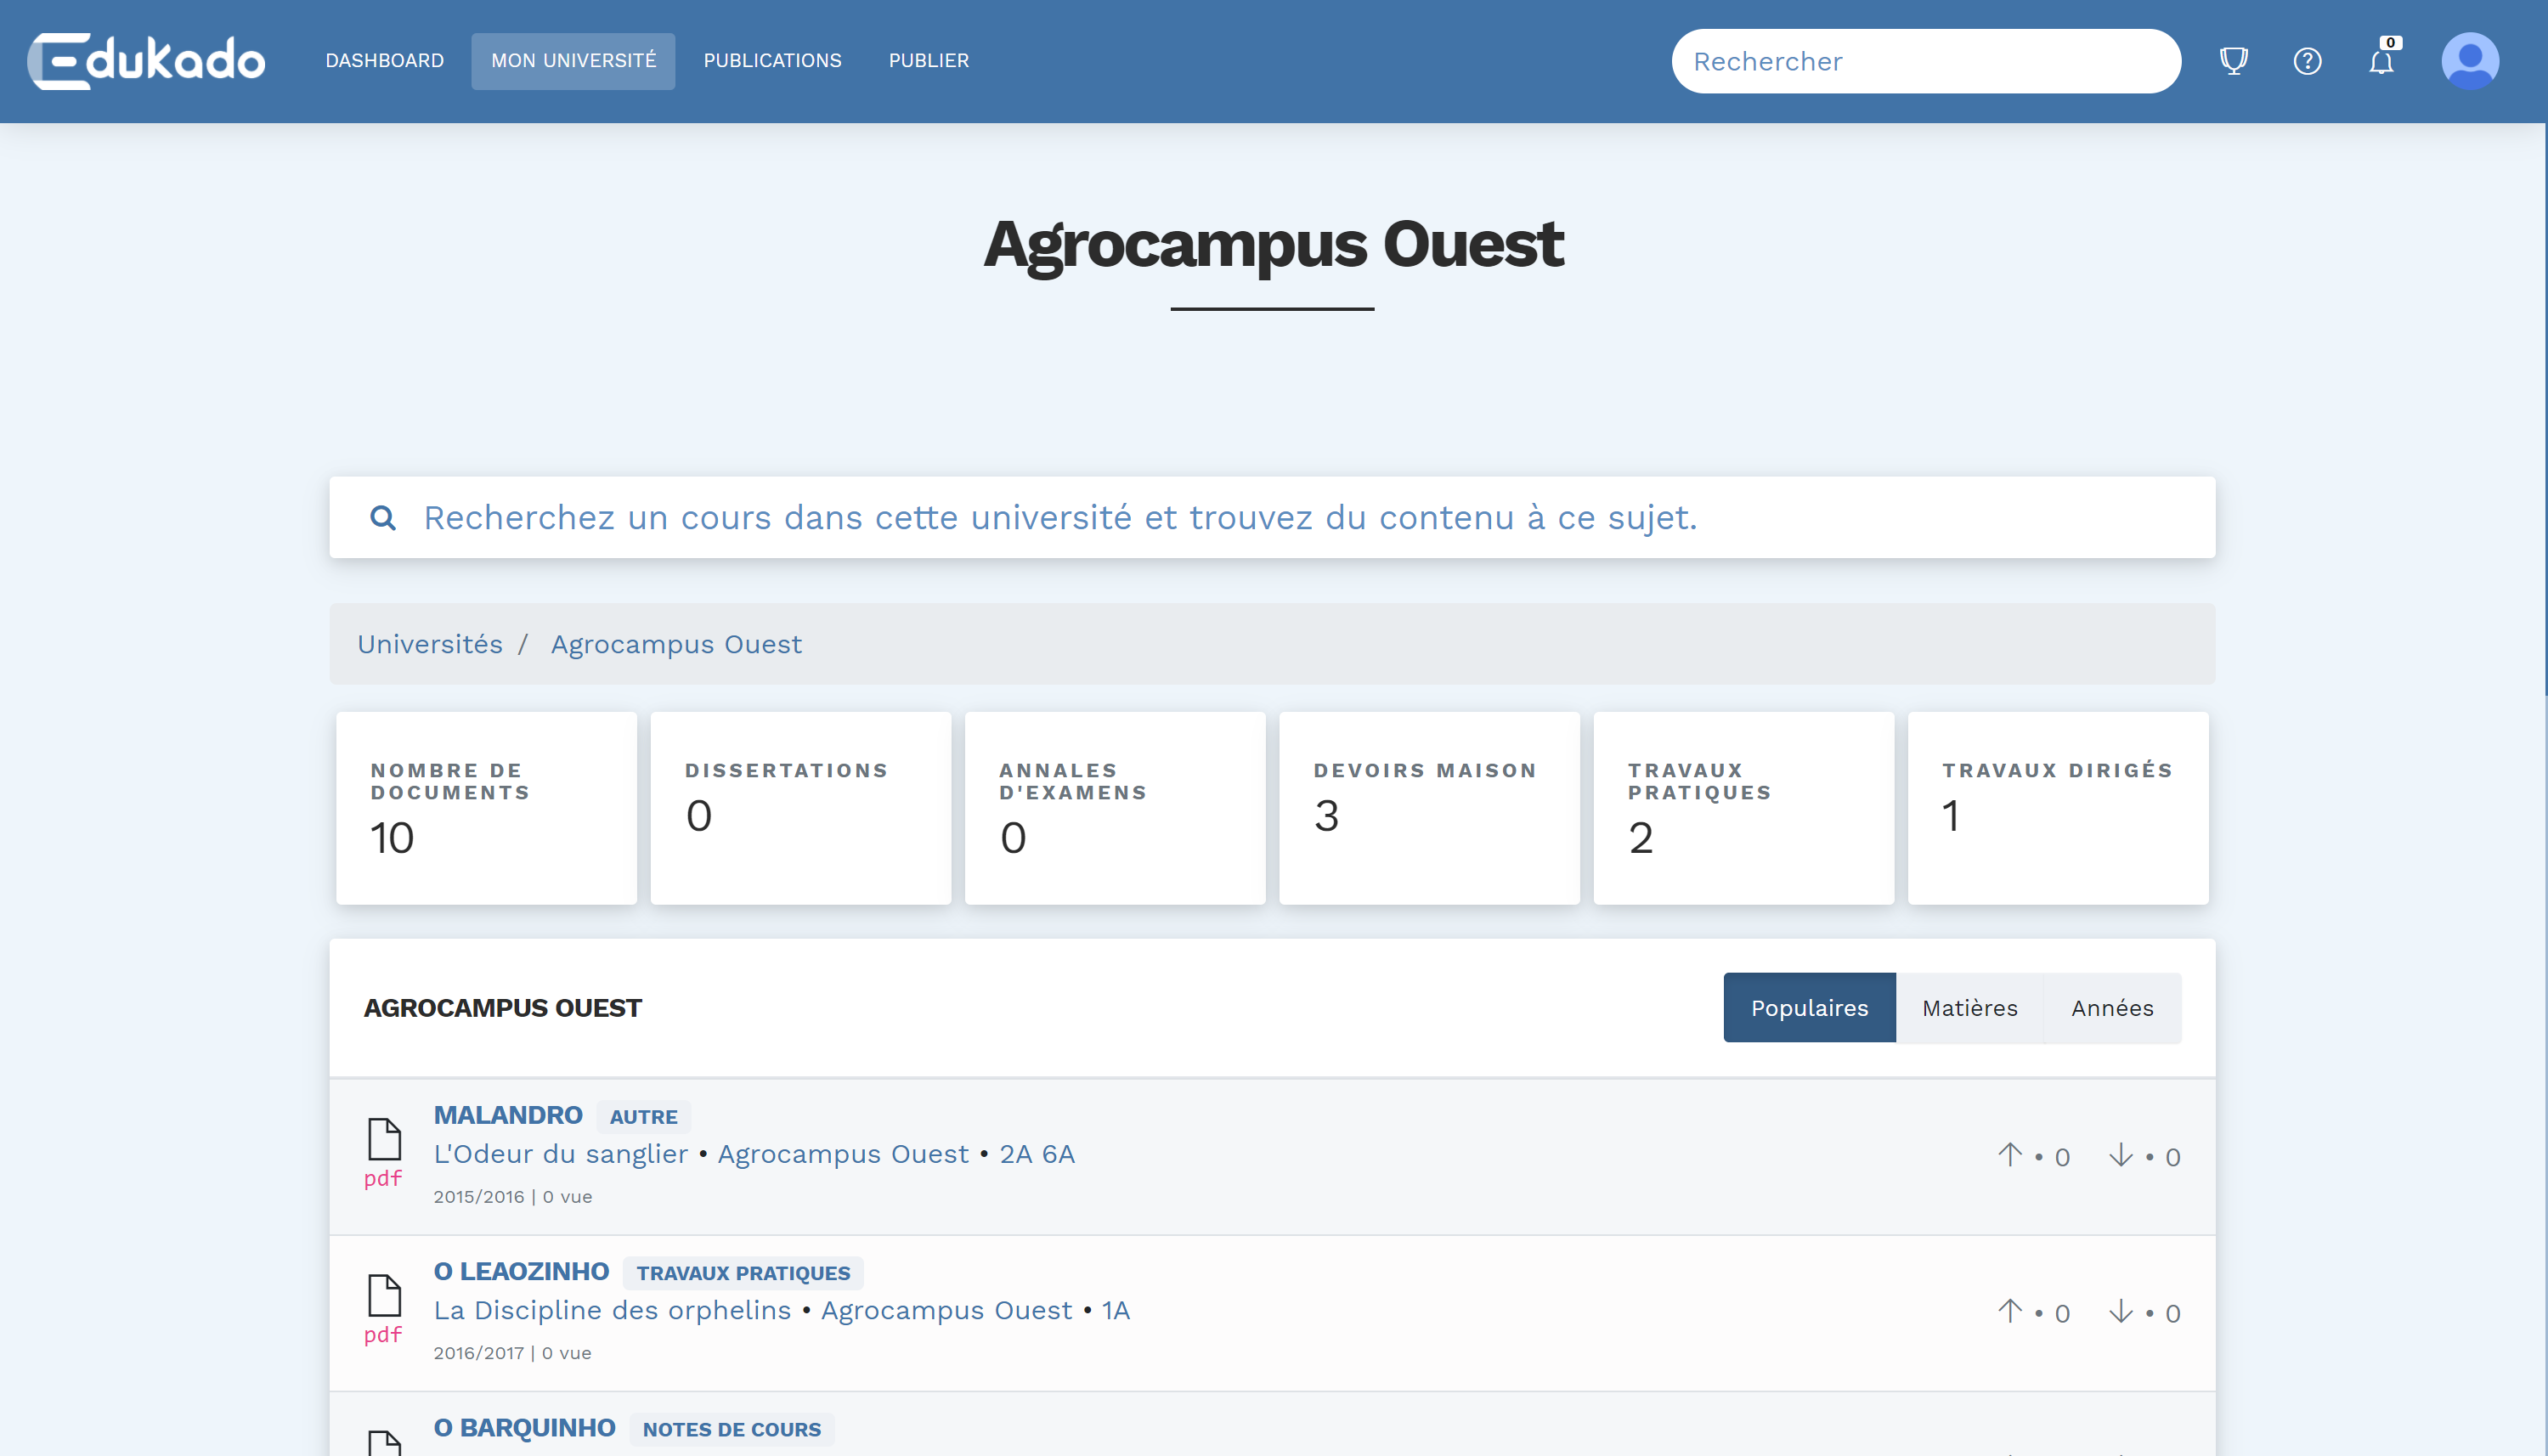 Edukado DASHBOARD MON UNIVERSITÉ PUBLICATIONS PUBLIER Rechercher 0
Agrocampus Ouest
Recherchez un cours dans cette université et trouvez du contenu à ce sujet.
Universités / Agrocampus Ouest
NOMBRE DE DOCUMENTS
10
DISSERTATIONS
0
ANNALES D'EXAMENS
0
DEVOIRS MAISON
3
TRAVAUX PRATIQUES
2
TRAVAUX DIRIGÉS
1
AGROCAMPUS OUEST Populaires Matières Années
MALANDRO AUTRE
L'Odeur du sanglier • Agrocampus Ouest • 2A 6A
pdf
2015/2016 | 0 vue
↑ • 0 ↓ • 0
O LEAOZINHO TRAVAUX PRATIQUES
La Discipline des orphelins • Agrocampus Ouest • 1A
pdf
2016/2017 | 0 vue
↑ • 0 ↓ • 0
O BARQUINHO NOTES DE COURS